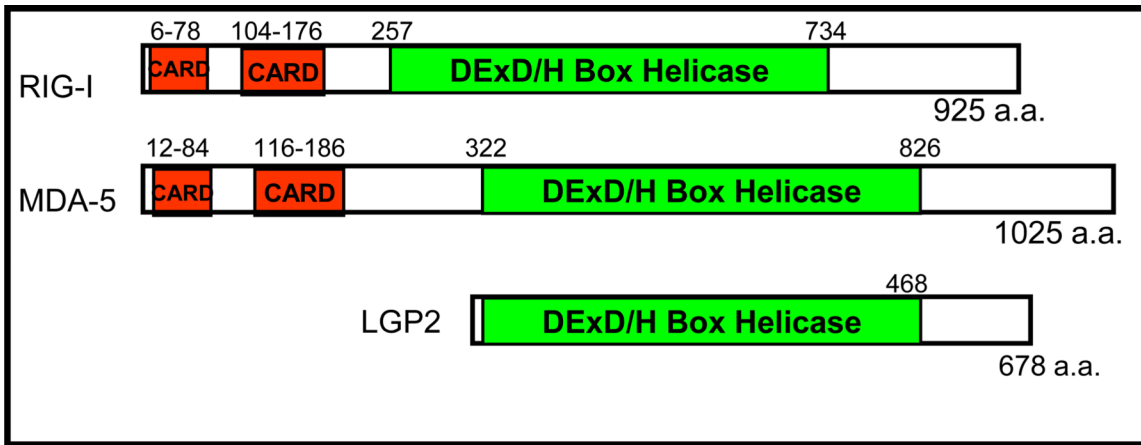 6-78 104-176 257 734
RIG-I CARD CARD DExD/H Box Helicase
925 a.a.
12-84 116-186 322 826
MDA-5 CARD CARD DExD/H Box Helicase
1025 a.a.
468
LGP2 DExD/H Box Helicase
678 a.a.